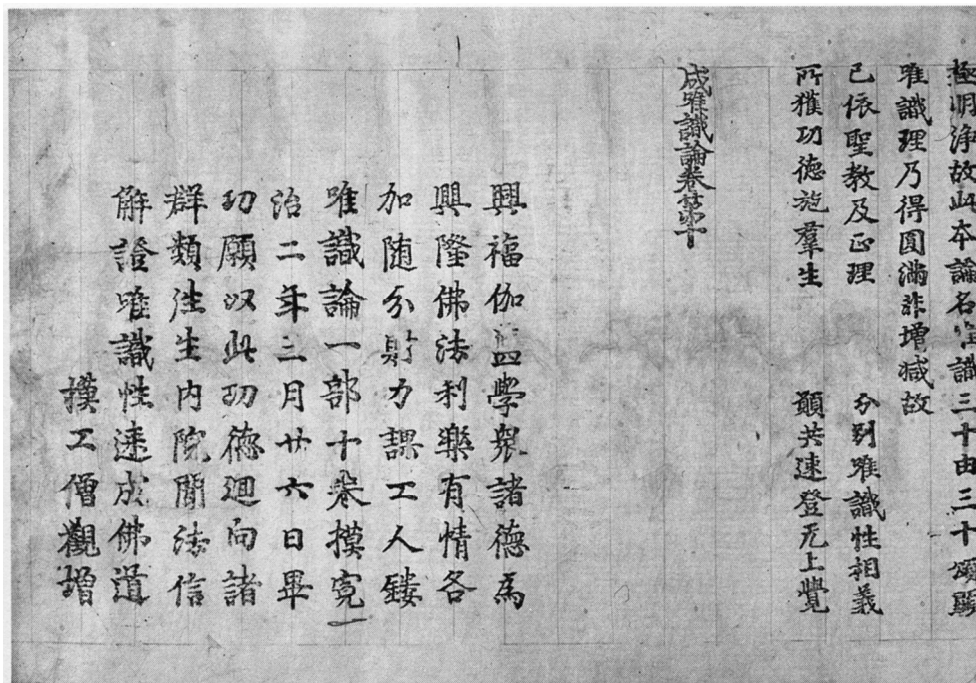 極明淨故此本論名唯識三十由三十頌顯
唯識理乃得圓滿非增減故
已依聖教及正理　分別唯識性相義
所獲功德施羣生　願共速登无上覺
成唯識論卷第十
興福伽藍學衆諸德為
興隆佛法利樂有情各
加随分財力課工人鏤
唯識論一部十卷摸寛
治二年三月廿六日畢
功願以此功德迴向諸
群類往生内院聞法信
解證唯識性速成佛道
摸工僧觀增